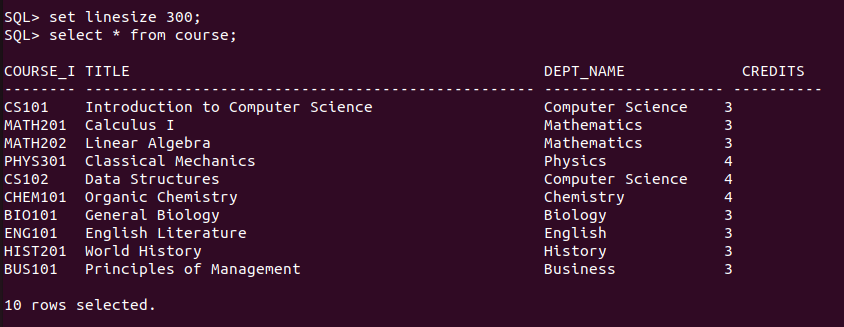 SQL> set linesize 300;
SQL> select * from course;
COURSE_I TITLE                                              DEPT_NAME             CREDITS
-------- -------------------------------------------------- -------------------- ----------
CS101    Introduction to Computer Science                   Computer Science    3
MATH201  Calculus I                                         Mathematics         3
MATH202  Linear Algebra                                     Mathematics         3
PHYS301  Classical Mechanics                                Physics             4
CS102    Data Structures                                    Computer Science    4
CHEM101  Organic Chemistry                                  Chemistry           4
BIO101   General Biology                                    Biology             3
ENG101   English Literature                                 English             3
HIST201  World History                                      History             3
BUS101   Principles of Management                           Business            3
10 rows selected.